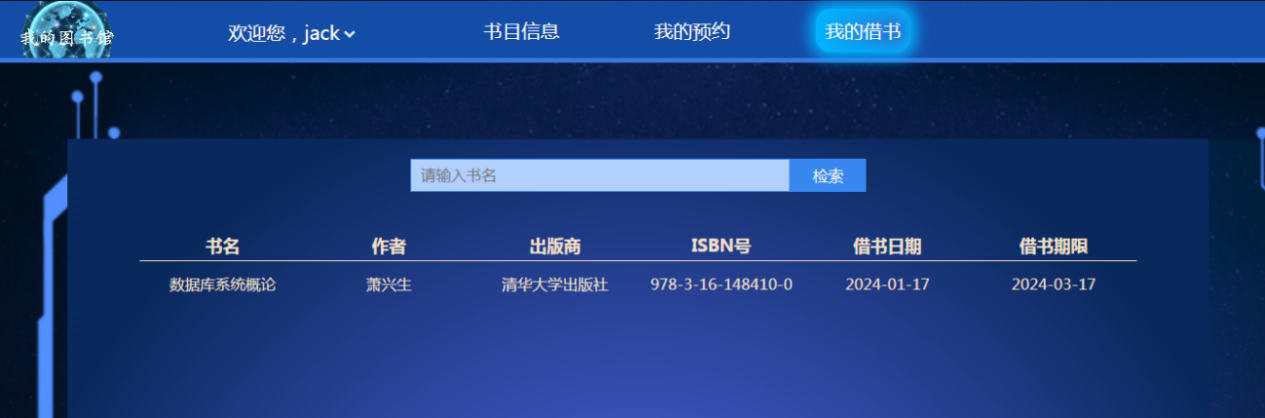 我的图书馆 欢迎您，jack 书目信息 我的预约 我的借书
请输入书名 检索
书名 作者 出版商 ISBN号 借书日期 借书期限
数据库系统概论 萧兴生 清华大学出版社 978-3-16-148410-0 2024-01-17 2024-03-17